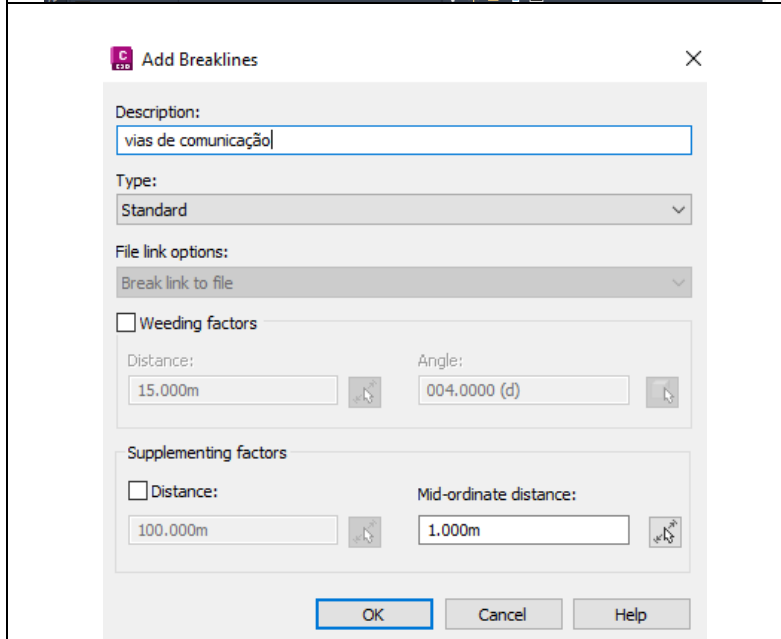 C
C3D
Add Breaklines
Description:
vias de comunicação
Type:
Standard
File link options:
Break link to file
Weeding factors
Distance:
Angle:
15.000m
004.0000 (d)
Supplementing factors
Distance:
Mid-ordinate distance:
100.000m
1.000m
OK
Cancel
Help